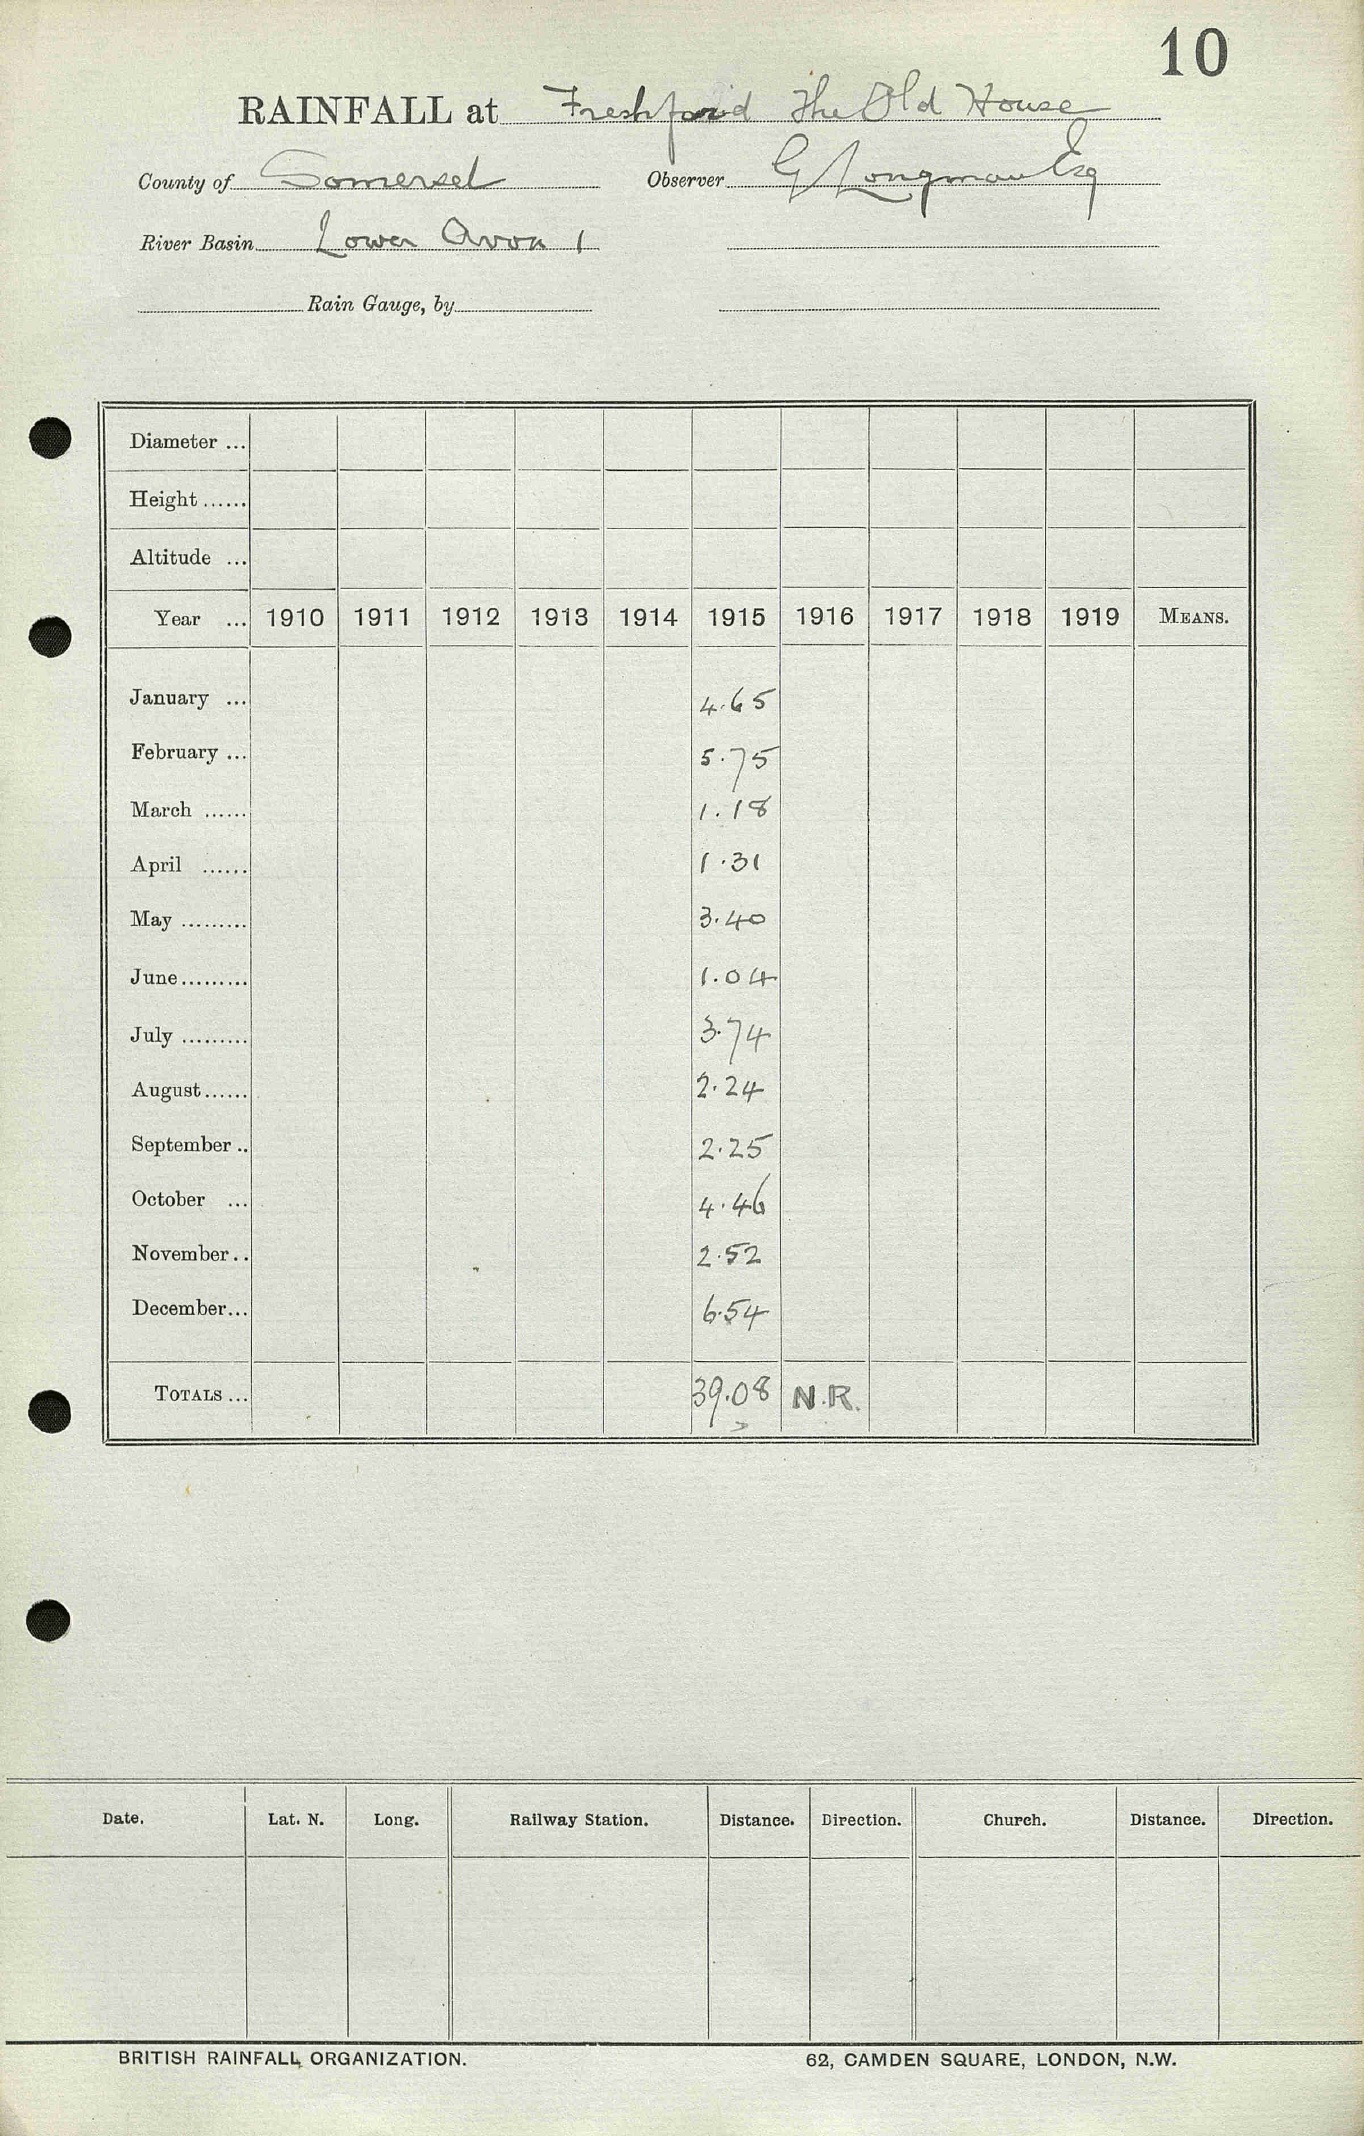 10
RAINFALL at Freshford The Old House
County of Somerset Observer G Longman Esq
River Basin Lower Avon 1
Rain Gauge, by
Diameter ...
Height ......
Altitude ...
Year ... 1910 1911 1912 1913 1914 1915 1916 1917 1918 1919 MEANS.
January ... 4.65
February ... 5.75
March ...... 1.18
April ...... 1.31
May ......... 3.40
June ......... 1.04
July ......... 3.74
August ...... 2.24
September .. 2.25
October ... 4.46
November .. 2.52
December ... 6.54
TOTALS ... 39.08 N.R.
Date. Lat. N. Long. Railway Station. Distance. Direction. Church. Distance. Direction.
BRITISH RAINFALL ORGANIZATION. 62, CAMDEN SQUARE, LONDON, N.W.